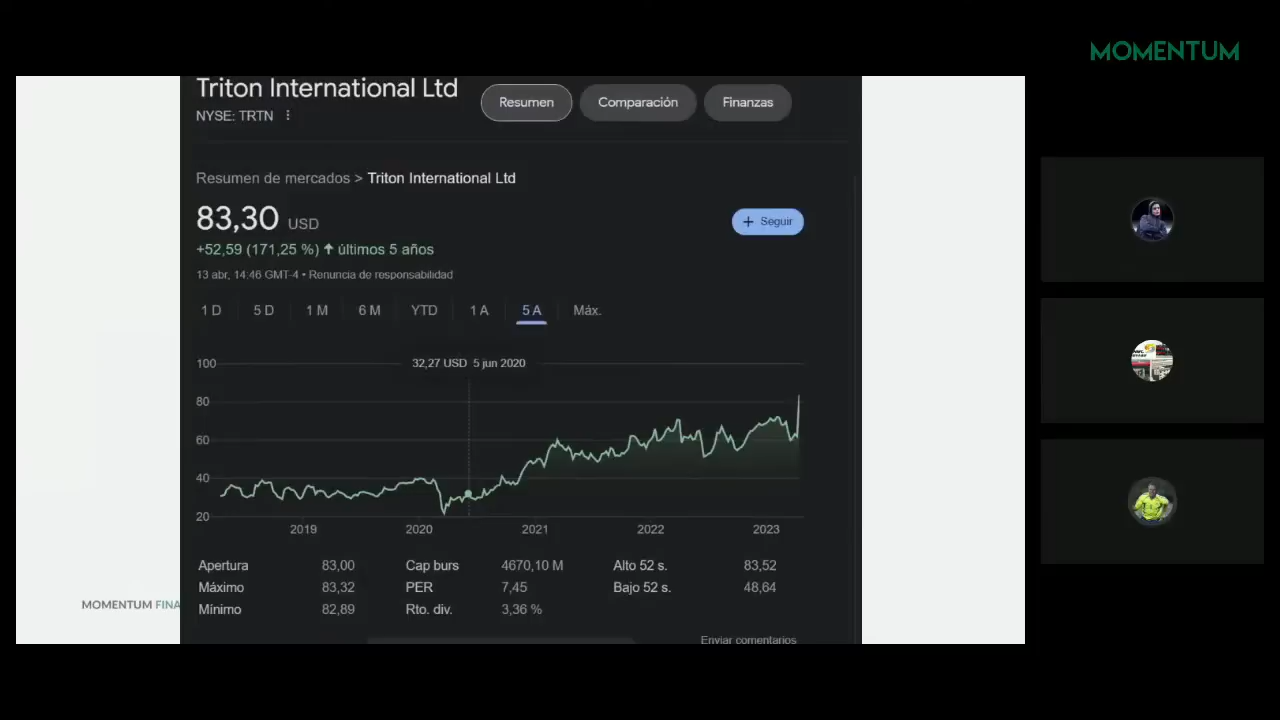 MOMENTUM
Triton International Ltd
NYSE: TRTN
Resumen Comparación Finanzas
Resumen de mercados > Triton International Ltd
83,30 USD
+ Seguir
+52,59 (171,25 %) ↑ últimos 5 años
13 abr, 14:46 GMT-4 • Renuncia de responsabilidad
1 D 5 D 1 M 6 M YTD 1 A 5 A Máx.
32,27 USD 5 jun 2020
100
80
60
40
20
2019 2020 2021 2022 2023
Apertura 83,00 Cap burs 4670,10 M Alto 52 s. 83,52
Máximo 83,32 PER 7,45 Bajo 52 s. 48,64
Mínimo 82,89 Rto. div. 3,36 %
MOMENTUM FINA
Enviar comentarios